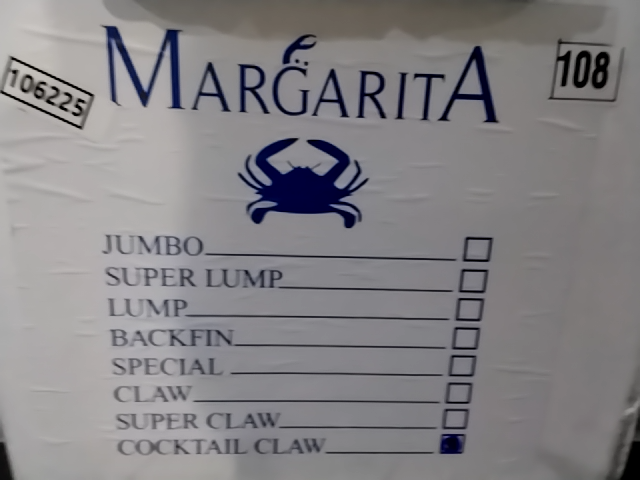 MARGARITA
106225
108
JUMBO
SUPER LUMP
LUMP
BACKFIN
SPECIAL
CLAW
SUPER CLAW
COCKTAIL CLAW